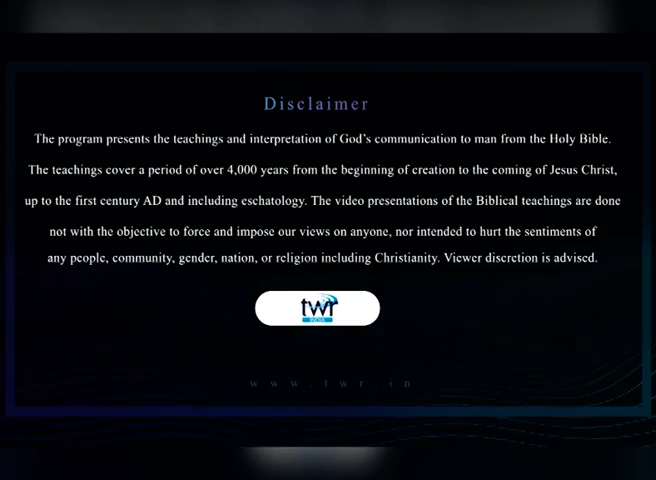 Disclaimer
The program presents the teachings and interpretation of God's communication to man from the Holy Bible.
The teachings cover a period of over 4,000 years from the beginning of creation to the coming of Jesus Christ,
up to the first century AD and including eschatology. The video presentations of the Biblical teachings are done
not with the objective to force and impose our views on anyone, nor intended to hurt the sentiments of
any people, community, gender, nation, or religion including Christianity. Viewer discretion is advised.
twr
INDIA
www.twr.in